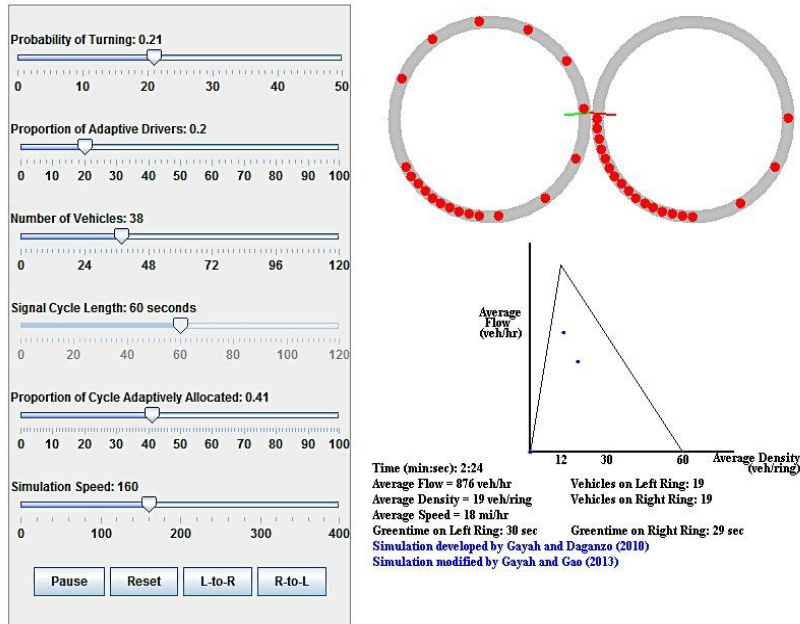 Probability of Turning: 0.21
0 10 20 30 40 50
Proportion of Adaptive Drivers: 0.2
0 10 20 30 40 50 60 70 80 90 100
Number of Vehicles: 38
0 24 48 72 96 120
Signal Cycle Length: 60 seconds
0 20 40 60 80 100 120
Proportion of Cycle Adaptively Allocated: 0.41
0 10 20 30 40 50 60 70 80 90 100
Simulation Speed: 160
0 100 200 300 400
Pause Reset L-to-R R-to-L
Average
Flow
(veh/hr)
12 30 60 Average Density
(veh/ring)
Time (min:sec): 2:24
Average Flow = 876 veh/hr Vehicles on Left Ring: 19
Average Density = 19 veh/ring Vehicles on Right Ring: 19
Average Speed = 18 mi/hr
Greentime on Left Ring: 30 sec Greentime on Right Ring: 29 sec
Simulation developed by Gayah and Daganzo (2010)
Simulation modified by Gayah and Gao (2013)